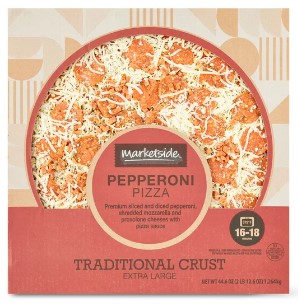 Marketside.
PEPPERONI
PIZZA
Premium sliced and diced pepperoni,
shredded mozzarella and
provolone cheeses with
pizza sauce
16-18
TRADITIONAL CRUST
EXTRA LARGE